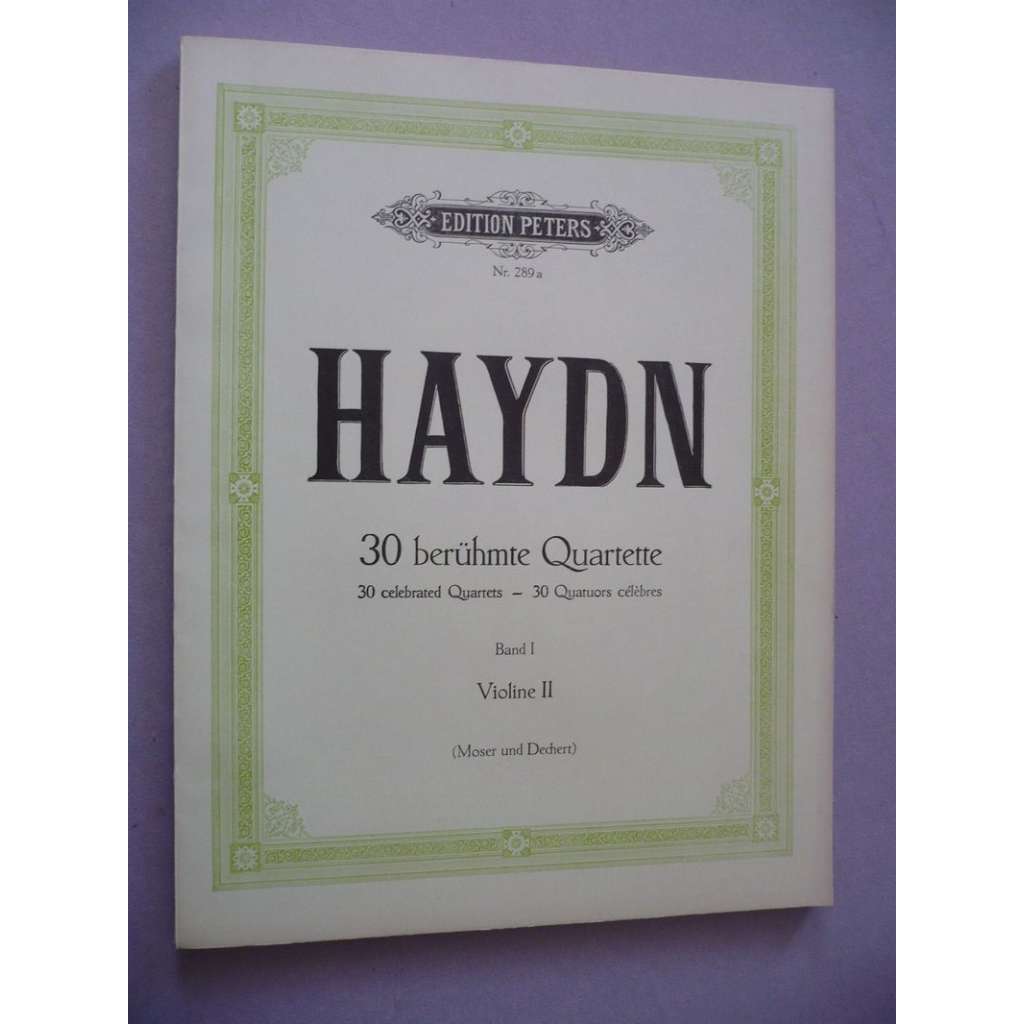 EDITION PETERS
Nr. 289a
HAYDN
30 berühmte Quartette
30 celebrated Quartets – 30 Quatuors célèbres
Band I
Violine II
(Moser und Dechert)